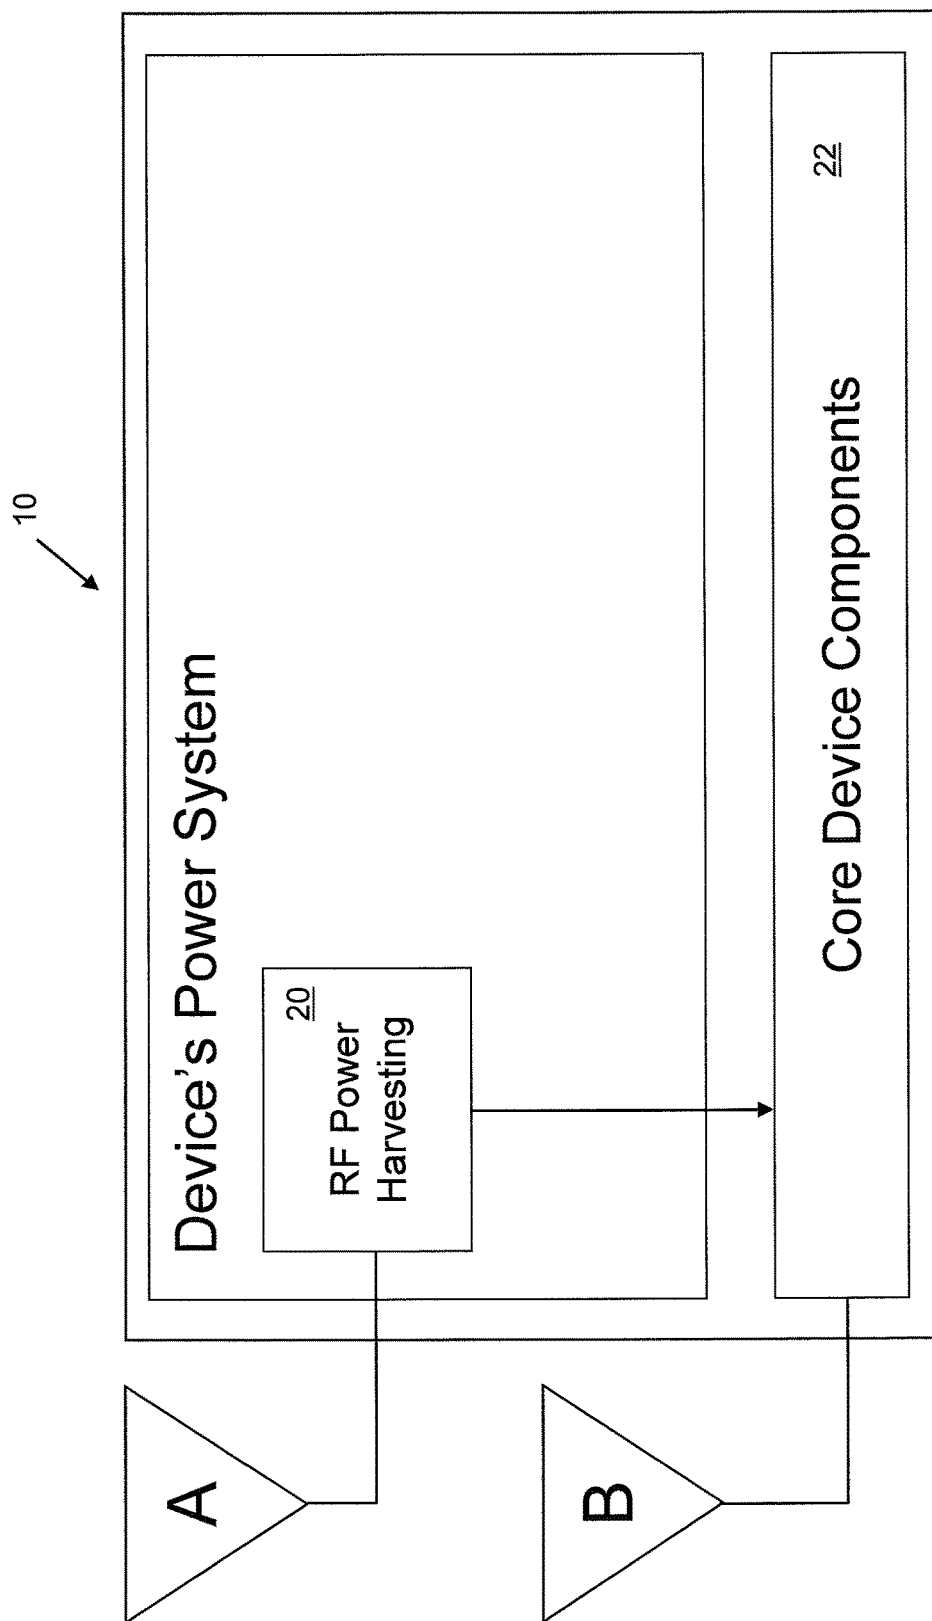 10
Device's Power System
20
RF Power
Harvesting
Core Device Components
22
A
B